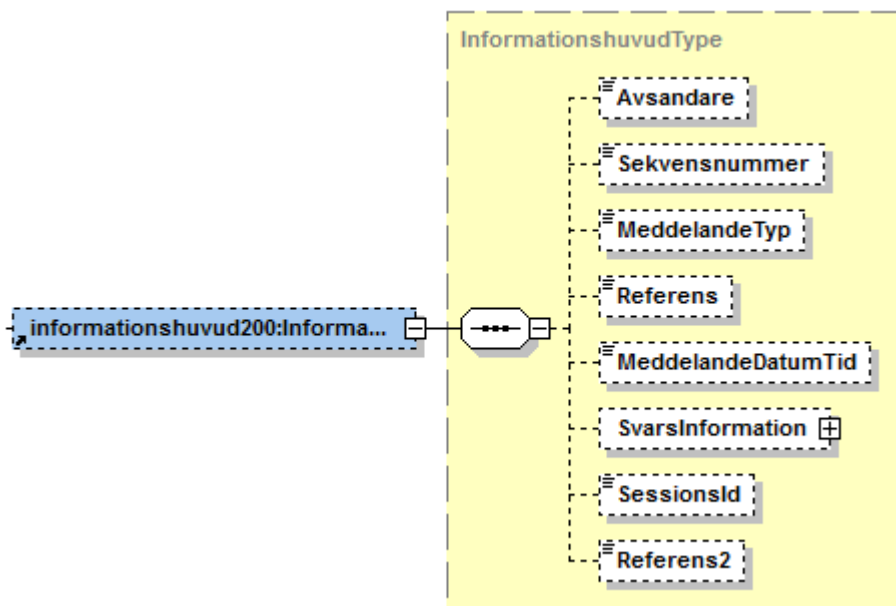 InformationshuvudType
Avsandare
Sekvensnummer
MeddelandeTyp
Referens
informationshuvud200:Informa...
MeddelandeDatumTid
SvarsInformation
SessionsId
Referens2